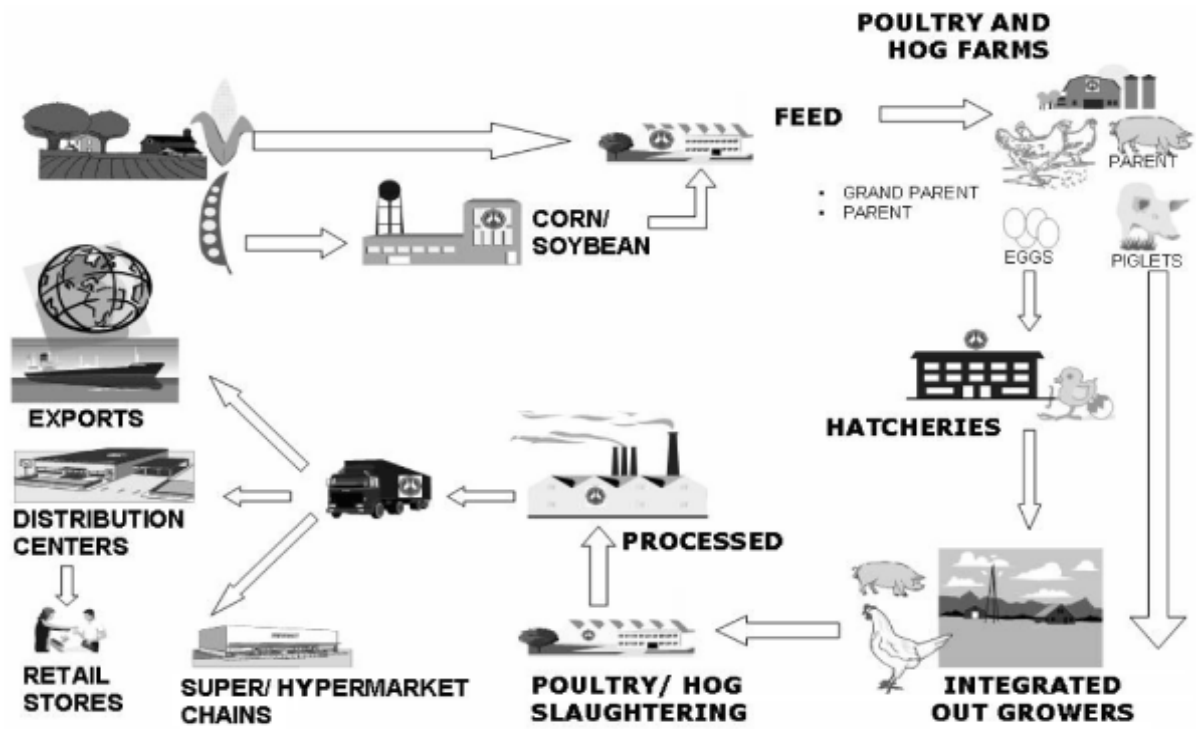 POULTRY AND
HOG FARMS
FEED
PARENT
• GRAND PARENT
• PARENT
CORN/
SOYBEAN
EGGS
PIGLETS
EXPORTS
HATCHERIES
DISTRIBUTION
CENTERS
PROCESSED
RETAIL
STORES
SUPER/ HYPERMARKET
CHAINS
POULTRY/ HOG
SLAUGHTERING
INTEGRATED
OUT GROWERS